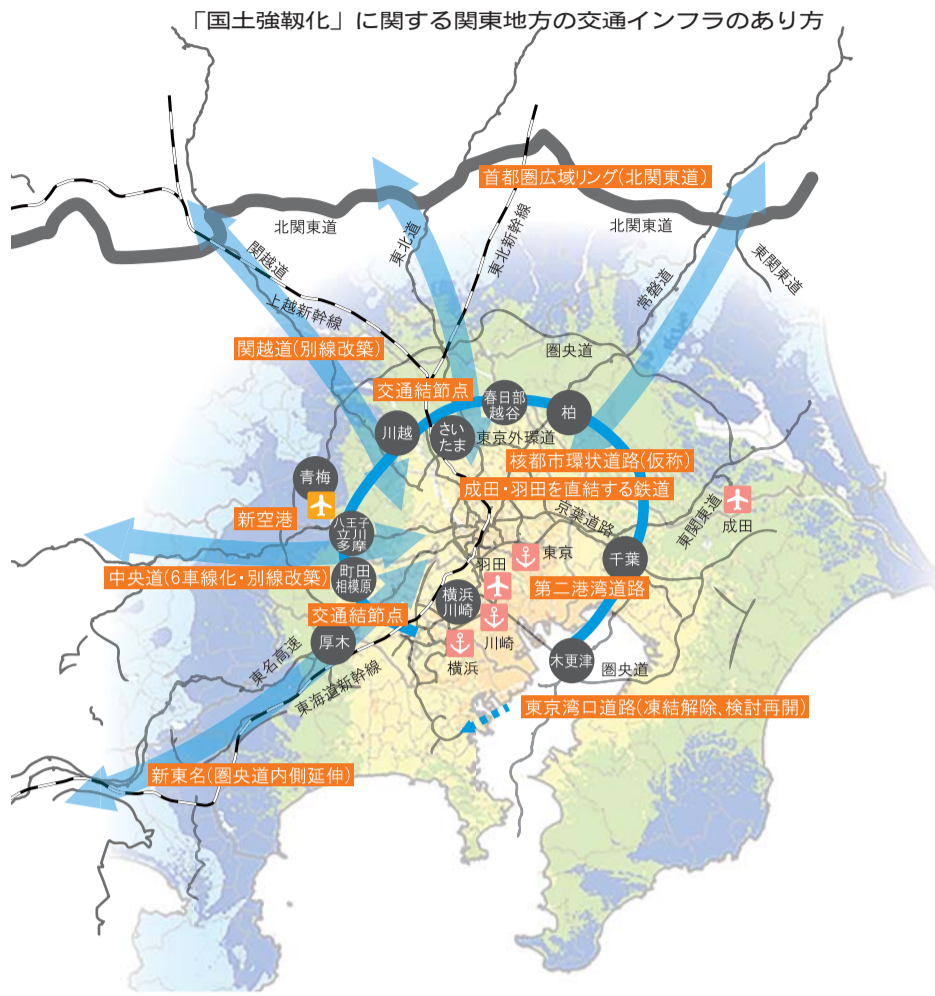 「国土強靱化」に関する関東地方の交通インフラのあり方
首都圏広域リング(北関東道)
北関東道
北関東道
関越道
上越新幹線
東北道
東北新幹線
常磐道
東関東道
関越道(別線改築)
圏央道
交通結節点
春日部
越谷
柏
川越
さい
たま
東京外環道
核都市環状道路(仮称)
成田・羽田を直結する鉄道
青梅
新空港
京葉道路
東関東道
成田
八王子
立川
多摩
東京
羽田
千葉
中央道(6車線化・別線改築)
町田
相模原
横浜
川崎
第二港湾道路
交通結節点
厚木
川崎
横浜
木更津
圏央道
東名高速
東海道新幹線
東京湾口道路(凍結解除、検討再開)
新東名(圏央道内側延伸)